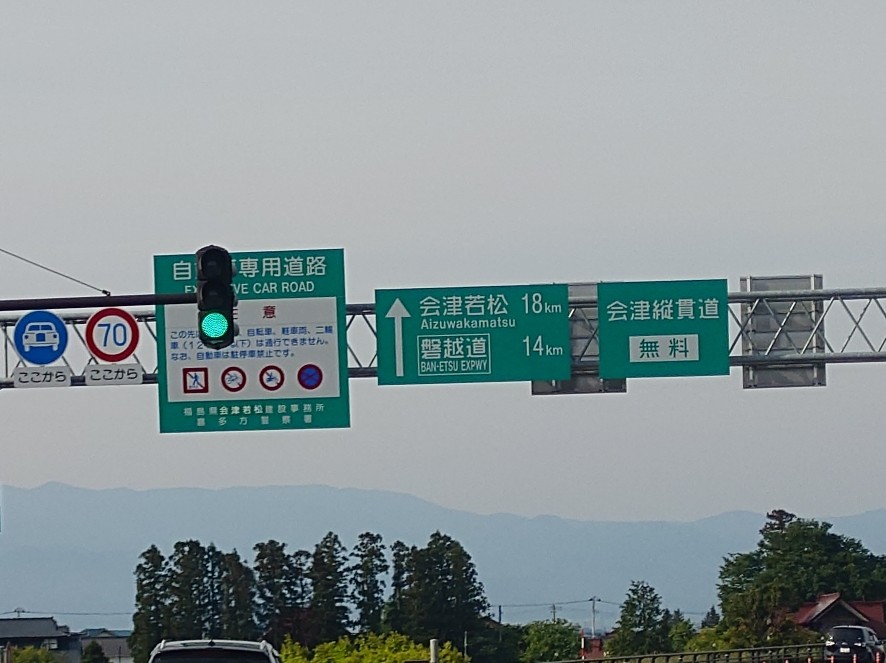 ここから
70
ここから
自 専用道路
EX VE CAR ROAD
意
この先 自転車、軽車両、二輪
車(12 下)は通行できません。
なお、自動車は駐停車禁止です。
福島県会津若松建設事務所
喜多方警察署
会津若松 18km
Aizuwakamatsu
磐越道 14km
BAN-ETSU EXPWY
会津縦貫道
無料